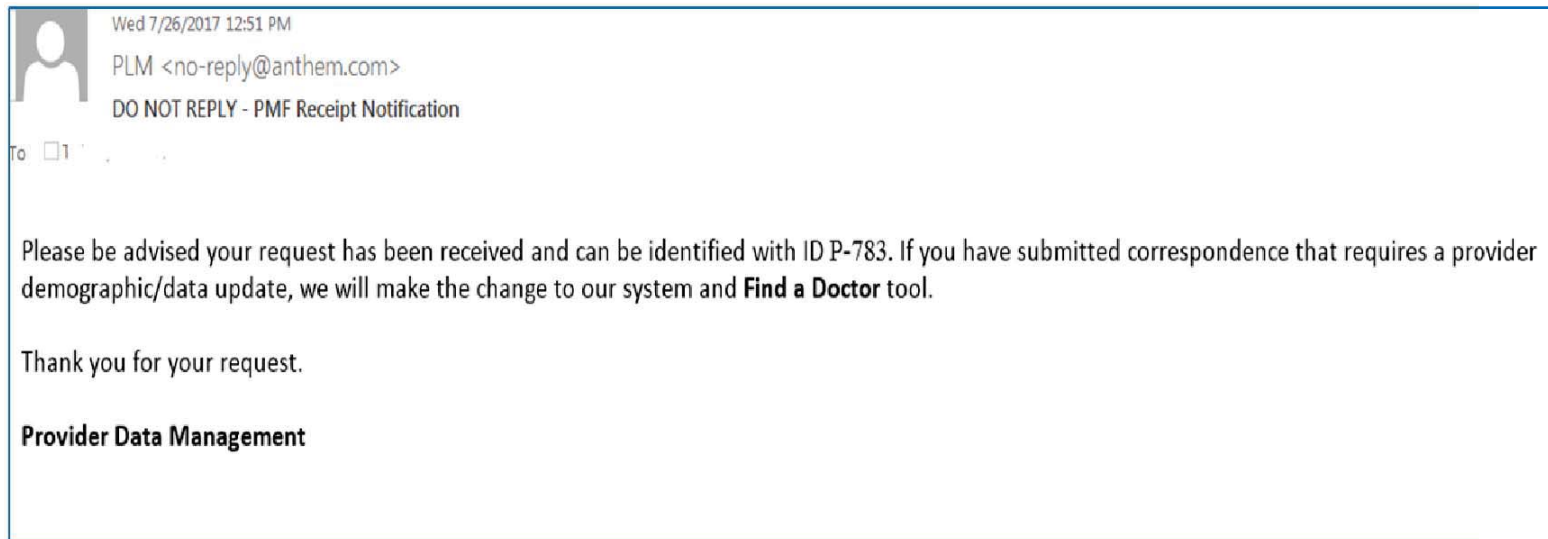 Wed 7/26/2017 12:51 PM
PLM <no-reply@anthem.com>
DO NOT REPLY - PMF Receipt Notification
To
Please be advised your request has been received and can be identified with ID P-783. If you have submitted correspondence that requires a provider
demographic/data update, we will make the change to our system and Find a Doctor tool.
Thank you for your request.
Provider Data Management